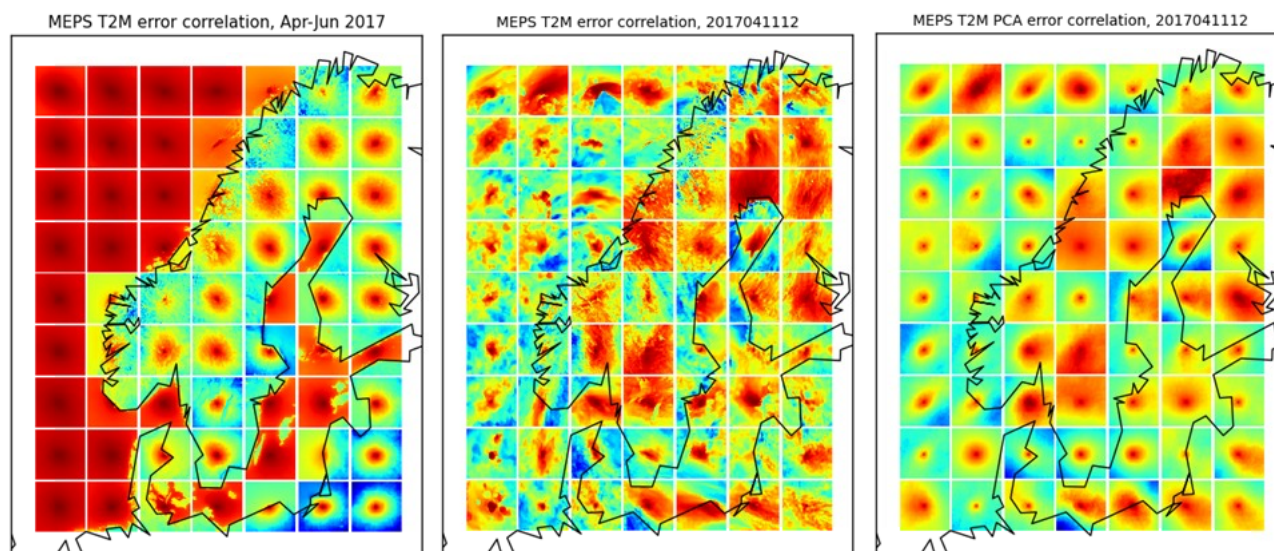 MEPS T2M error correlation, Apr-Jun 2017
MEPS T2M error correlation, 2017041112
MEPS T2M PCA error correlation, 2017041112